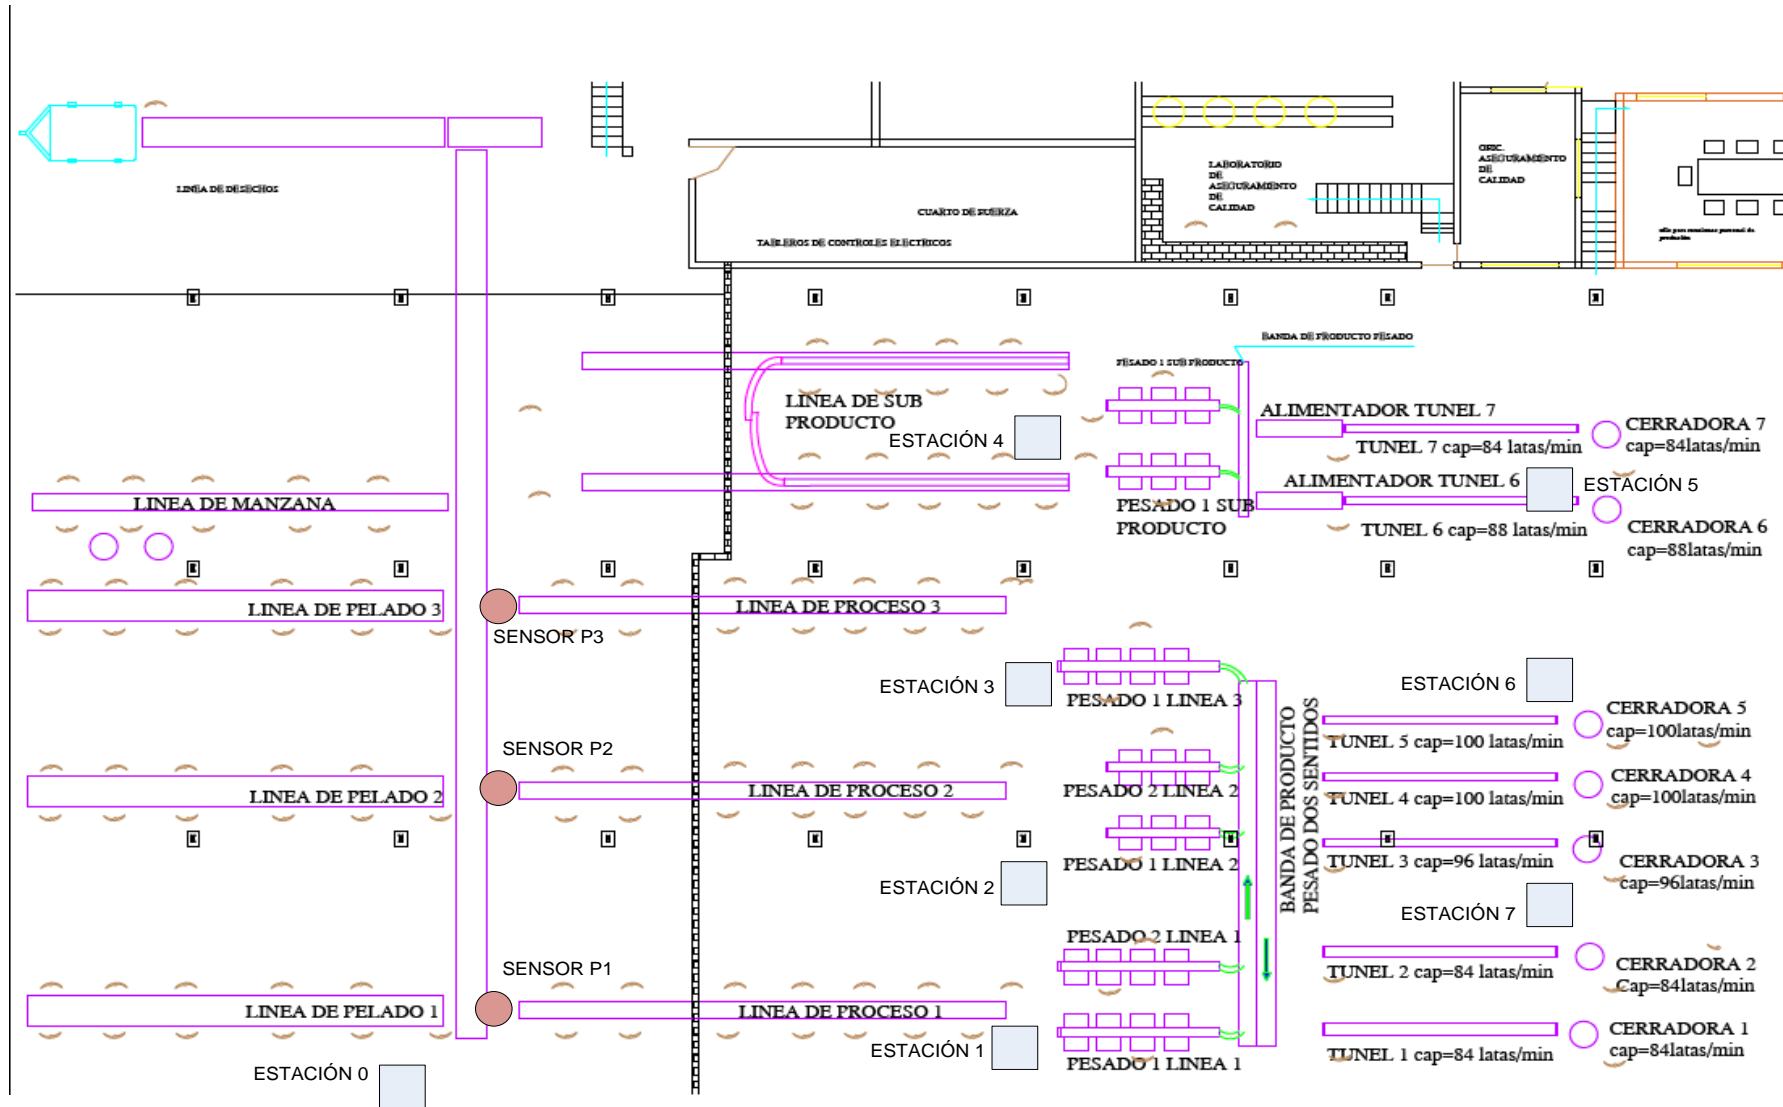 LINEA DE DESECHOS
CUARTO DE FUERZA
TABLEROS DE CONTROLES ELECTRICOS
LABORATORIO
DE
ASEGURAMIENTO
DE
CALIDAD
OFIC.
ASEGURAMIENTO
DE
CALIDAD
produccion
BANDA DE PRODUCTO PESADO
PESADO 1 SUB PRODUCTO
LINEA DE SUB
PRODUCTO
ESTACIÓN 4
ALIMENTADOR TUNEL 7
TUNEL 7 cap=84 latas/min
CERRADORA 7
cap=84latas/min
ALIMENTADOR TUNEL 6
ESTACIÓN 5
PESADO 1 SUB
PRODUCTO
TUNEL 6 cap=88 latas/min
CERRADORA 6
cap=88latas/min
LINEA DE MANZANA
LINEA DE PELADO 3
SENSOR P3
LINEA DE PROCESO 3
ESTACIÓN 3
PESADO 1 LINEA 3
ESTACIÓN 6
BANDA DE PRODUCTO
PESADO DOS SENTIDOS
CERRADORA 5
cap=100latas/min
TUNEL 5 cap=100 latas/min
SENSOR P2
LINEA DE PELADO 2
LINEA DE PROCESO 2
PESADO 2 LINEA 2
CERRADORA 4
cap=100latas/min
TUNEL 4 cap=100 latas/min
PESADO 1 LINEA 2
TUNEL 3 cap=96 latas/min
CERRADORA 3
cap=96latas/min
ESTACIÓN 2
ESTACIÓN 7
PESADO 2 LINEA 1
SENSOR P1
TUNEL 2 cap=84 latas/min
CERRADORA 2
Cap=84latas/min
LINEA DE PELADO 1
LINEA DE PROCESO 1
ESTACIÓN 1
PESADO 1 LINEA 1
TUNEL 1 cap=84 latas/min
CERRADORA 1
cap=84latas/min
ESTACIÓN 0